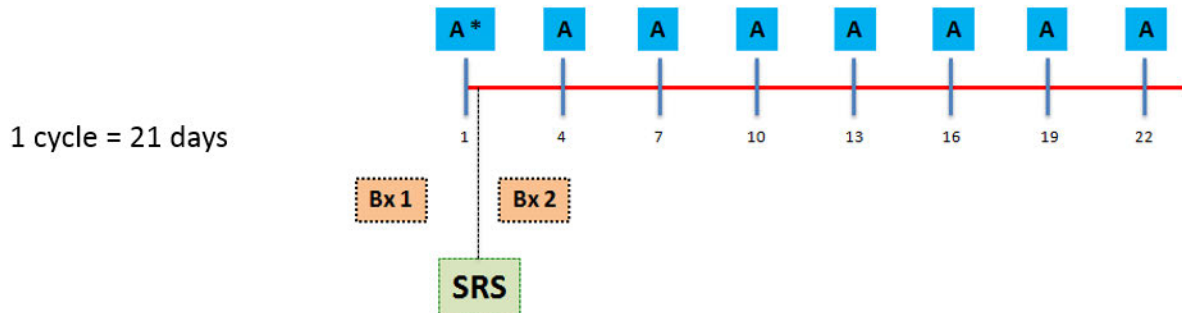 A * A A A A A A A
1 4 7 10 13 16 19 22
1 cycle = 21 days
Bx 1 Bx 2
SRS